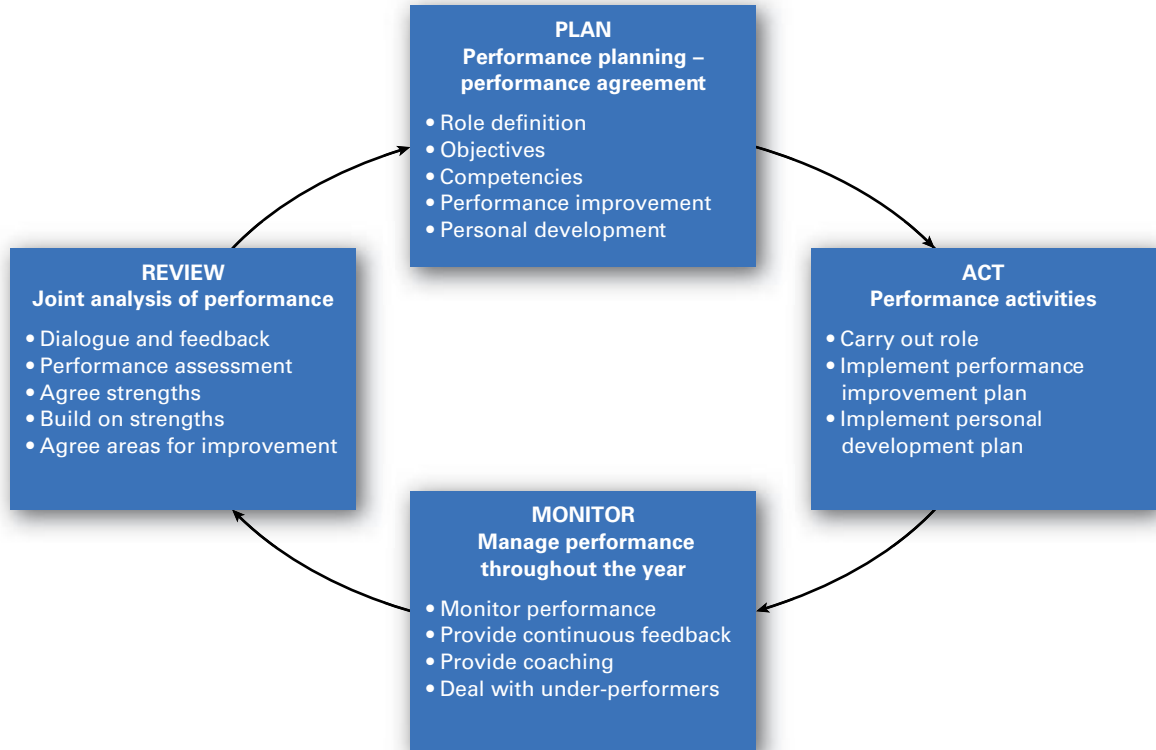 PLAN
Performance planning –
performance agreement
• Role definition
• Objectives
• Competencies
• Performance improvement
• Personal development
REVIEW
Joint analysis of performance
• Dialogue and feedback
• Performance assessment
• Agree strengths
• Build on strengths
• Agree areas for improvement
ACT
Performance activities
• Carry out role
• Implement performance
improvement plan
• Implement personal
development plan
MONITOR
Manage performance
throughout the year
• Monitor performance
• Provide continuous feedback
• Provide coaching
• Deal with under-performers